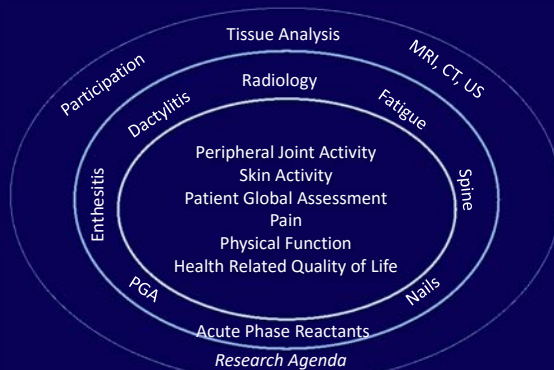 Tissue Analysis
Participation
MRI, CT, US
Radiology
Dactylitis
Fatigue
Peripheral Joint Activity
Skin Activity
Patient Global Assessment
Pain
Physical Function
Health Related Quality of Life
Enthesitis
Spine
PGA
Nails
Acute Phase Reactants
Research Agenda